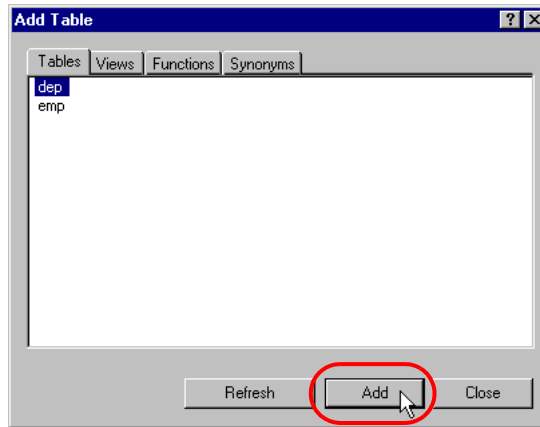 Add Table
Tables Views Functions Synonyms
dep
emp
Refresh Add Close